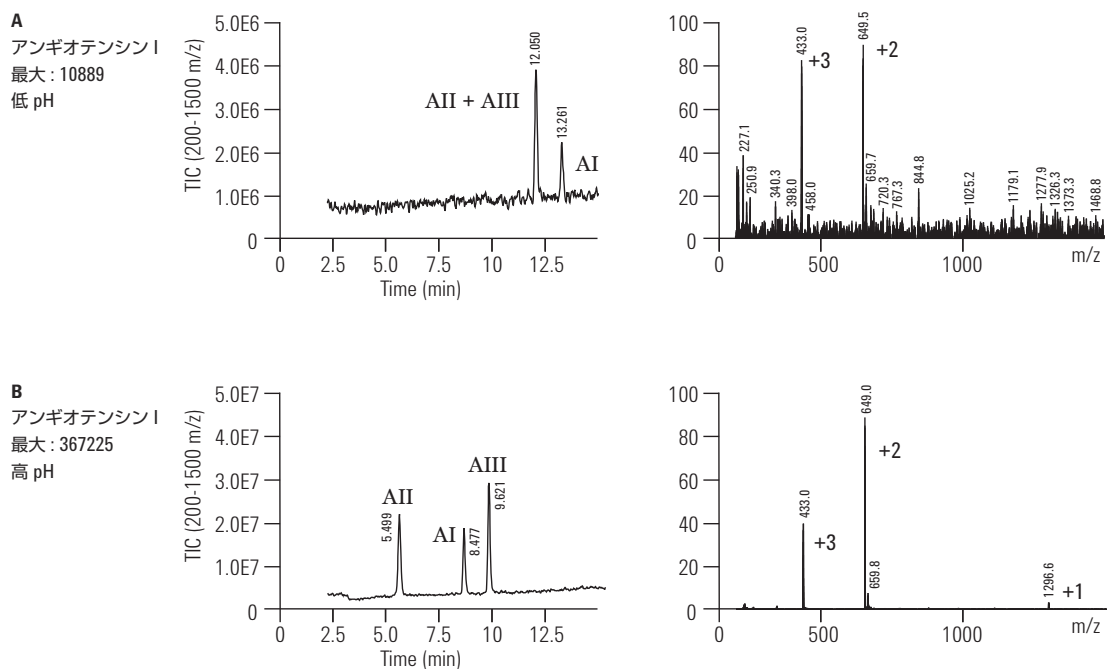 A
アンギオテンシン I
最大 : 10889
低 pH
TIC (200-1500 m/z)
5.0E6
4.0E6
3.0E6
2.0E6
1.0E6
0
12.050
AII + AIII
13.261
AI
0 2.5 5.0 7.5 10 12.5
Time (min)
100
80
60
40
20
0
433.0
+3
649.5
+2
227.1
250.9
340.3
398.0
458.0
659.7
720.3
767.3
844.8
1025.2
1179.1
1277.9
1326.3
1373.3
1468.8
0 500 1000 m/z
B
アンギオテンシン I
最大 : 367225
高 pH
TIC (200-1500 m/z)
5.0E7
4.0E7
3.0E7
2.0E7
1.0E7
0
AII
5.499
AI
8.477
AIII
9.621
0 2.5 5.0 7.5 10 12.5
Time (min)
100
80
60
40
20
0
649.0
+2
433.0
+3
659.8
1296.6
+1
0 500 1000 m/z